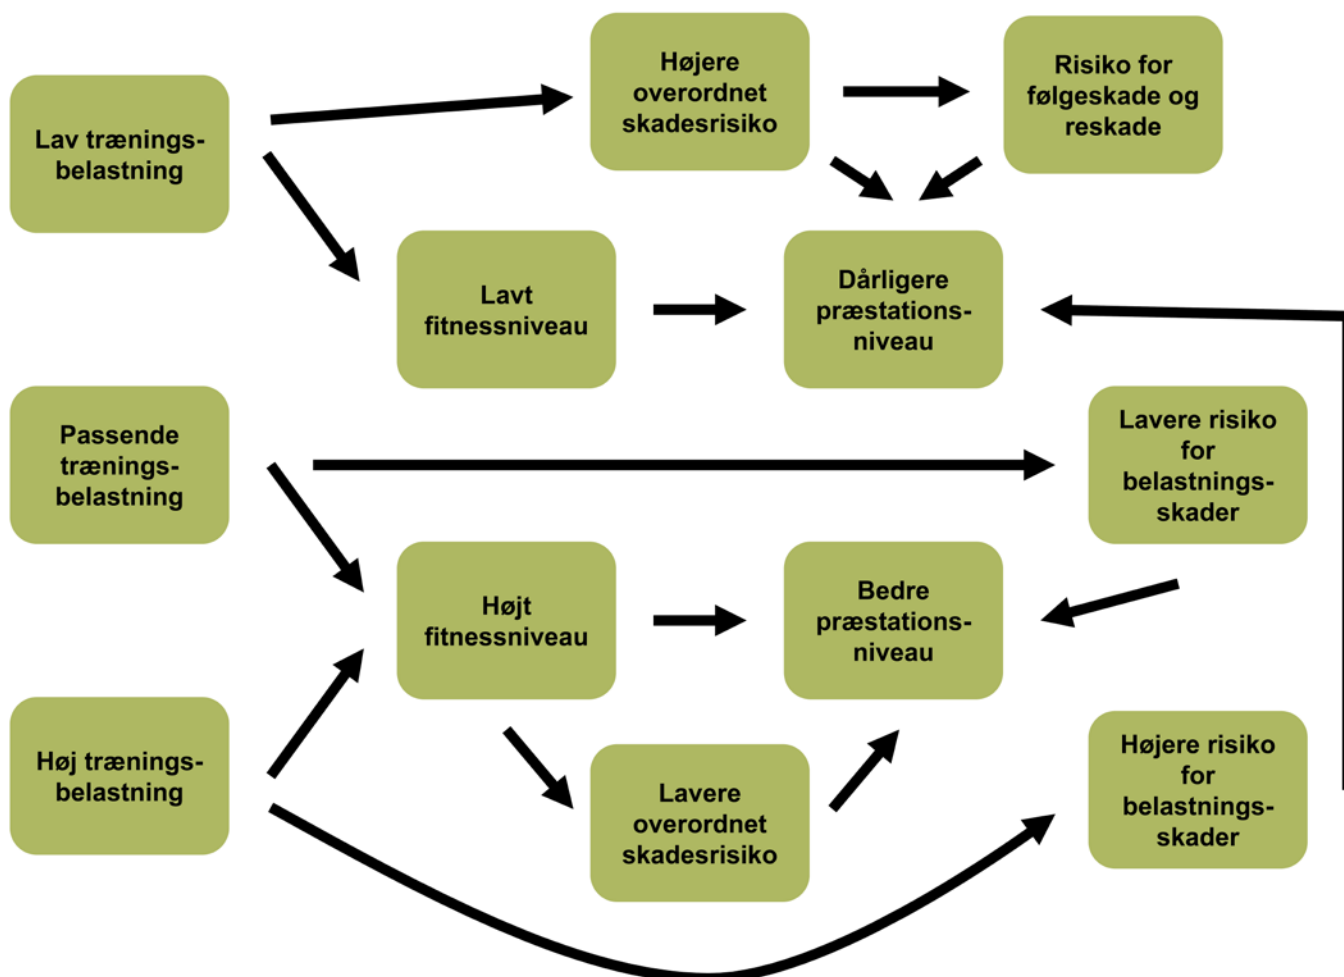 Højere
overordnet
skadesrisiko
Risiko for
følgeskade og
reskade
Lav trænings-
belastning
Lavt
fitnessniveau
Dårligere
præstations-
niveau
Passende
trænings-
belastning
Lavere risiko
for
belastnings-
skader
Højt
fitnessniveau
Bedre
præstations-
niveau
Høj trænings-
belastning
Lavere
overordnet
skadesrisiko
Højere risiko
for
belastnings-
skader